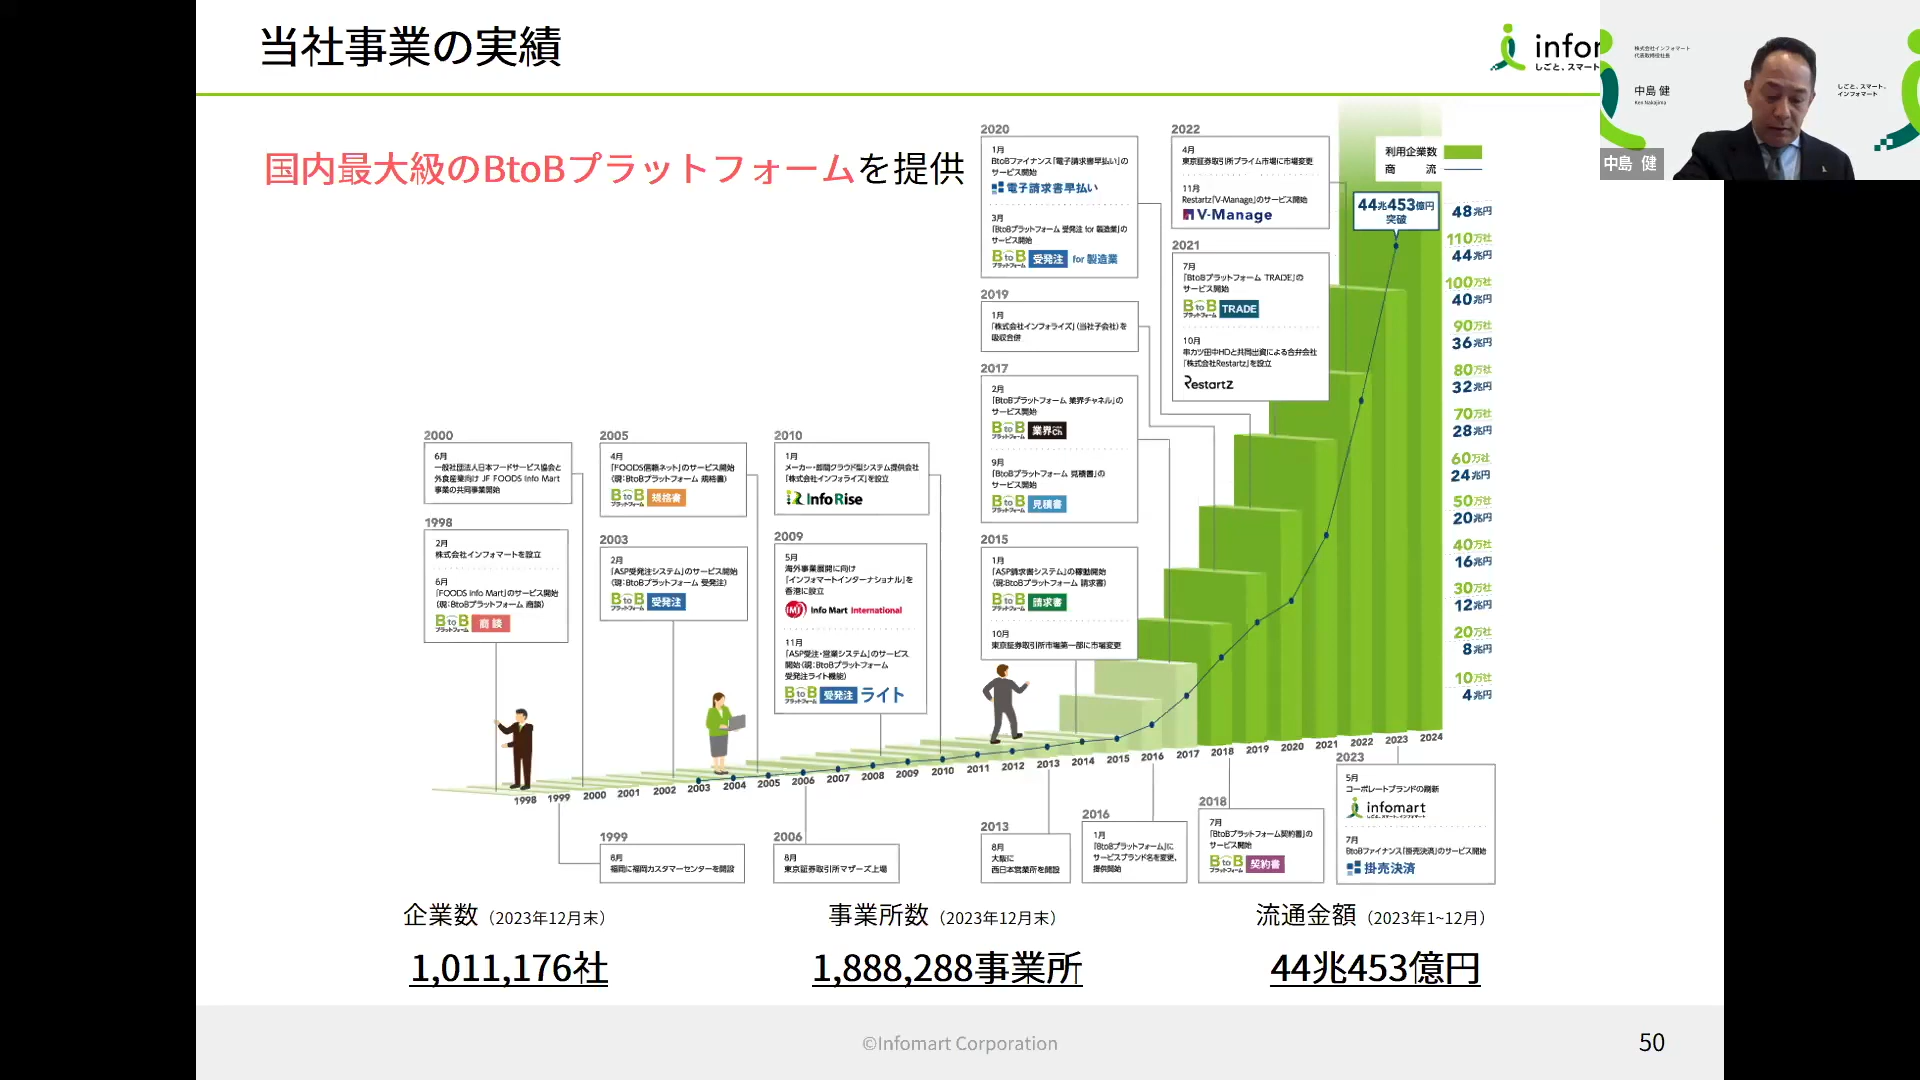 当社事業の実績
infor
しごと、スマート
株式会社インフォマート
代表取締役社長
中島 健
Ken Nakajima
しごと、スマート。
インフォマート
中島 健
国内最大級のBtoBプラットフォームを提供
2020
1月
BtoBファイナンス「電子請求書早払い」の
サービス開始
電子請求書早払い
3月
「BtoBプラットフォーム 受発注 for 製造業」の
サービス開始
BtoB
プラットフォーム
受発注
for 製造業
2022
4月
東京証券取引所プライム市場に市場変更
11月
Restartz「V-Manage」のサービス開始
V-Manage
利用企業数
商 流
44兆453億円
突破
2021
7月
「BtoBプラットフォーム TRADE」の
サービス開始
BtoB
プラットフォーム
TRADE
10月
串カツ田中HDと共同出資による合弁会社
「株式会社Restartz」を設立
Restartz
2019
1月
「株式会社インフォライズ」(当社子会社)を
吸収合併
2017
2月
「BtoBプラットフォーム 業界チャネル」の
サービス開始
BtoB
プラットフォーム
業界Ch
9月
「BtoBプラットフォーム 見積書」の
サービス開始
BtoB
プラットフォーム
見積書
2015
1月
「ASP請求書システム」の稼動開始
(現:BtoBプラットフォーム 請求書)
BtoB
プラットフォーム
請求書
10月
東京証券取引所市場第一部に市場変更
2000
6月
一般社団法人日本フードサービス協会と
外食産業向け JF FOODS Info Mart
事業の共同事業開始
1998
2月
株式会社インフォマートを設立
6月
「FOODS Info Mart」のサービス開始
(現:BtoBプラットフォーム 商談)
BtoB
プラットフォーム
商談
2005
4月
「FOODS信頼ネット」のサービス開始
(現:BtoBプラットフォーム 規格書)
BtoB
プラットフォーム
規格書
2003
2月
「ASP受発注システム」のサービス開始
(現:BtoBプラットフォーム 受発注)
BtoB
プラットフォーム
受発注
2010
1月
メーカー・卸間クラウド型システム提供会社
「株式会社インフォライズ」を設立
InfoRise
2009
5月
海外事業展開に向け
「インフォマートインターナショナル」を
香港に設立
Info Mart International
11月
「ASP受注・営業システム」のサービス
開始(現:BtoBプラットフォーム
受発注ライト機能)
BtoB
プラットフォーム
受発注
ライト
48兆円
110万社
44兆円
100万社
40兆円
90万社
36兆円
80万社
32兆円
70万社
28兆円
60万社
24兆円
50万社
20兆円
40万社
16兆円
30万社
12兆円
20万社
8兆円
10万社
4兆円
1998 1999 2000 2001 2002 2003 2004 2005 2006 2007 2008 2009 2010 2011 2012 2013 2014 2015 2016 2017 2018 2019 2020 2021 2022 2023 2024
1999
8月
福岡に福岡カスタマーセンターを開設
2006
8月
東京証券取引所マザーズ上場
2013
8月
大阪に
西日本営業所を開設
2016
1月
「BtoBプラットフォーム」に
サービスブランド名を変更、
提供開始
2018
7月
「BtoBプラットフォーム契約書」の
サービス開始
BtoB
プラットフォーム
契約書
2023
5月
コーポレートブランドの刷新
infomart
しごと、スマート。インフォマート
7月
BtoBファイナンス「掛売決済」のサービス開始
掛売決済
企業数(2023年12月末)
1,011,176社
事業所数(2023年12月末)
1,888,288事業所
流通金額(2023年1~12月)
44兆453億円
©Infomart Corporation
50